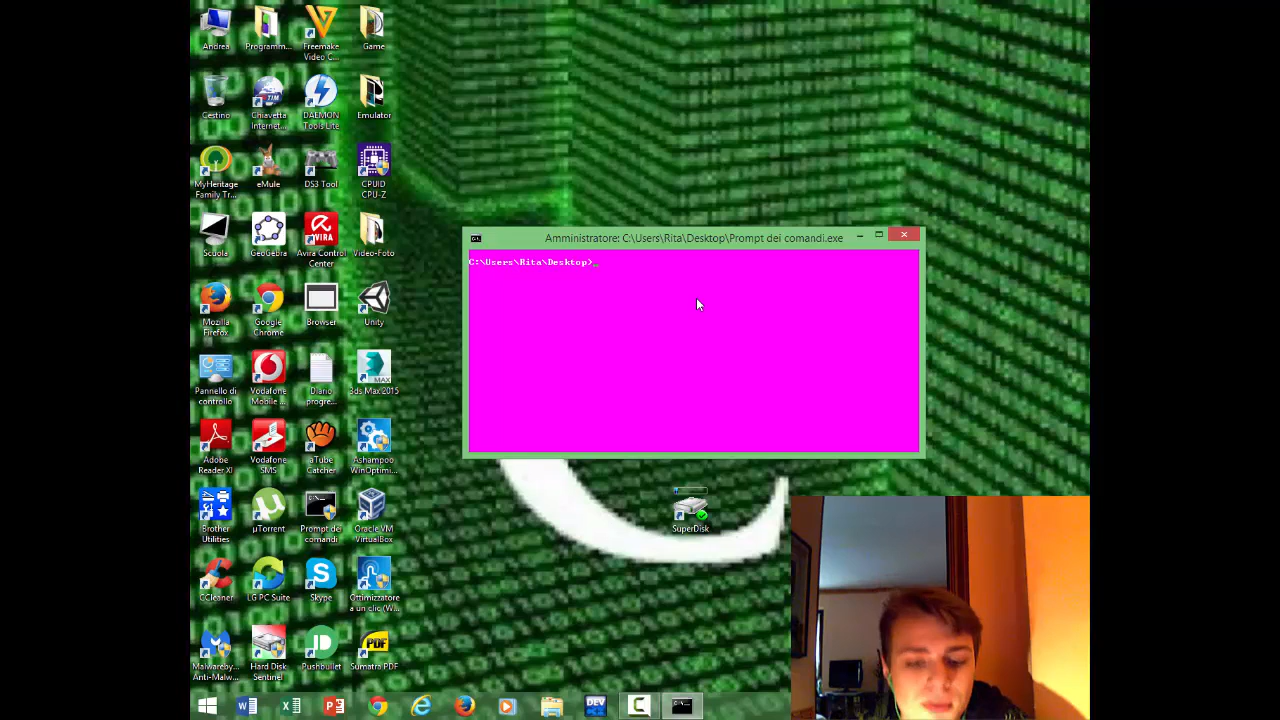 Andrea
Programm...
Freemake
Video C...
Game
Cestino
Chiavetta
Internet...
DAEMON
Tools Lite
Emulator
MyHeritage
Family Tr...
eMule
DS3 Tool
CPUID
CPU-Z
Scuola
GeoGebra
Avira Control
Center
Video-Foto
Mozilla
Firefox
Google
Chrome
Browser
Unity
Pannello di
controllo
Vodafone
Mobile ...
Diario
progre...
3ds Max 2015
Adobe
Reader XI
Vodafone
SMS
aTube
Catcher
Ashampoo
WinOptimi...
Brother
Utilities
µTorrent
Prompt dei
comandi
Oracle VM
VirtualBox
CCleaner
LG PC Suite
Skype
Ottimizzatore
a un clic (W...
Malwareby...
Anti-Malw...
Hard Disk
Sentinel
Pushbullet
Sumatra PDF
Amministratore: C:\Users\Rita\Desktop\Prompt dei comandi.exe
C:\Users\Rita\Desktop>_
SuperDisk